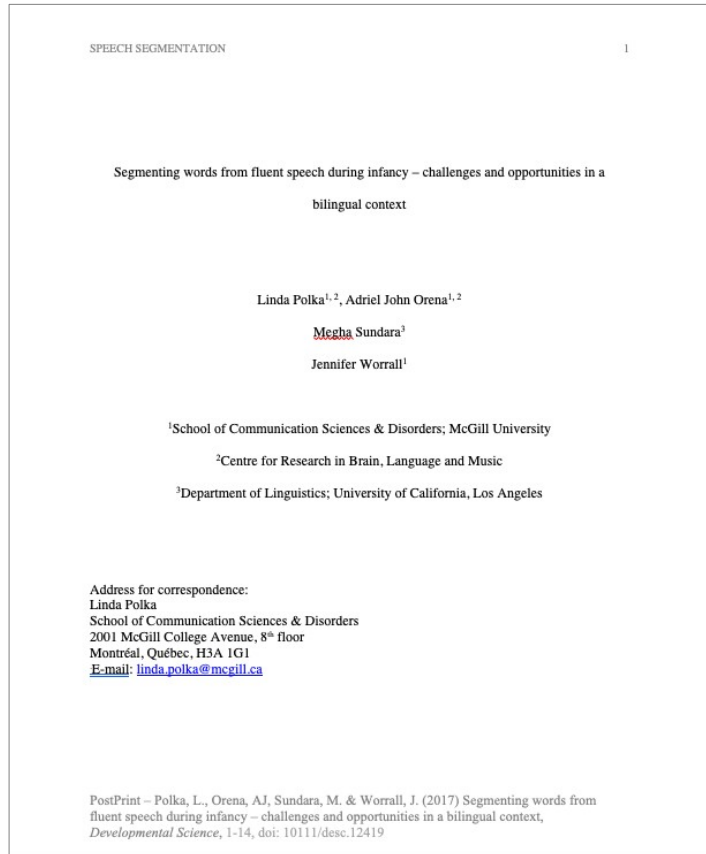 SPEECH SEGMENTATION 1
Segmenting words from fluent speech during infancy – challenges and opportunities in a
bilingual context
Linda Polka1, 2, Adriel John Orena1, 2
Megha Sundara3
Jennifer Worrall1
1School of Communication Sciences & Disorders; McGill University
2Centre for Research in Brain, Language and Music
3Department of Linguistics; University of California, Los Angeles
Address for correspondence:
Linda Polka
School of Communication Sciences & Disorders
2001 McGill College Avenue, 8th floor
Montréal, Québec, H3A 1G1
E-mail: linda.polka@mcgill.ca
PostPrint – Polka, L., Orena, AJ, Sundara, M. & Worrall, J. (2017) Segmenting words from
fluent speech during infancy – challenges and opportunities in a bilingual context,
Developmental Science, 1-14, doi: 10111/desc.12419